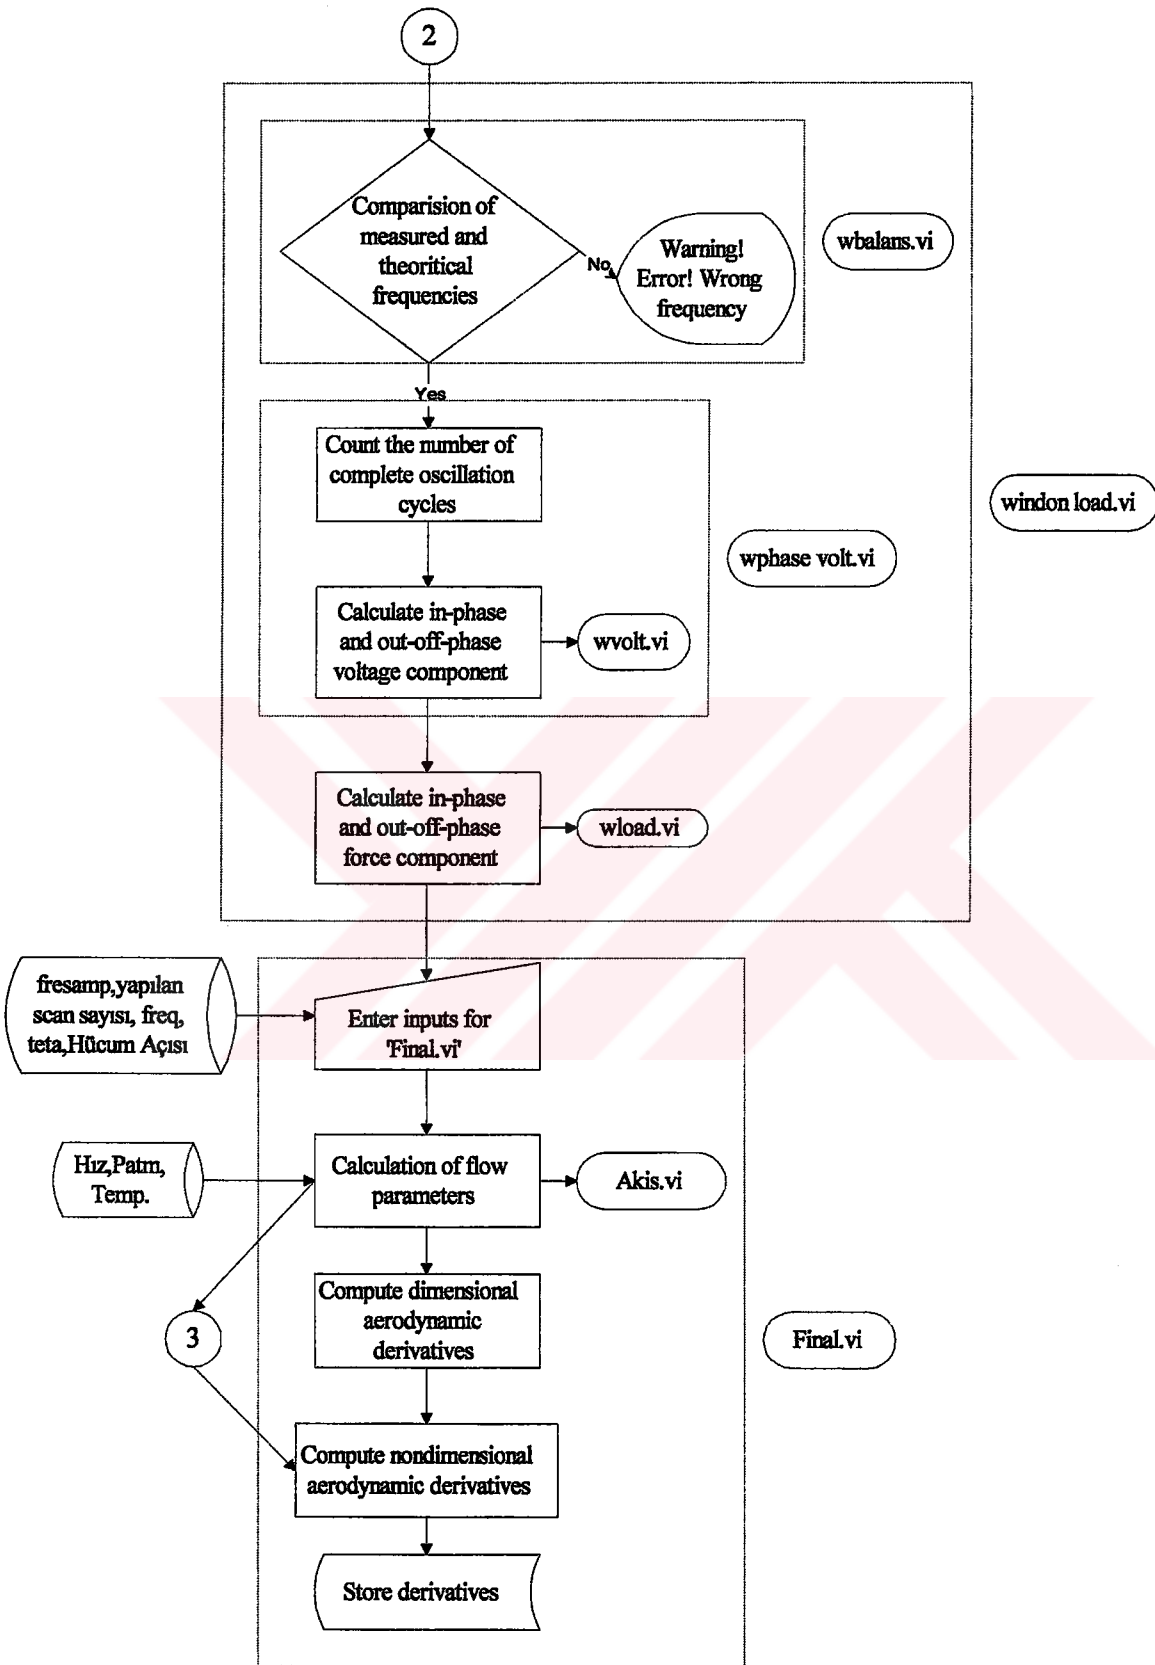 2
Comparision of
measured and
theoritical
frequencies
No
Warning!
Error! Wrong
frequency
wbalans.vi
Yes
Count the number of
complete oscillation
cycles
windon load.vi
wphase volt.vi
Calculate in-phase
and out-off-phase
voltage component
wvolt.vi
Calculate in-phase
and out-off-phase
force component
wload.vi
fresamp,yapılan
scan sayısı, freq,
teta,Hücum Açısı
Enter inputs for
'Final.vi'
Hız,Patm,
Temp.
Calculation of flow
parameters
Akis.vi
Compute dimensional
aerodynamic
derivatives
3
Final.vi
Compute nondimensional
aerodynamic derivatives
Store derivatives